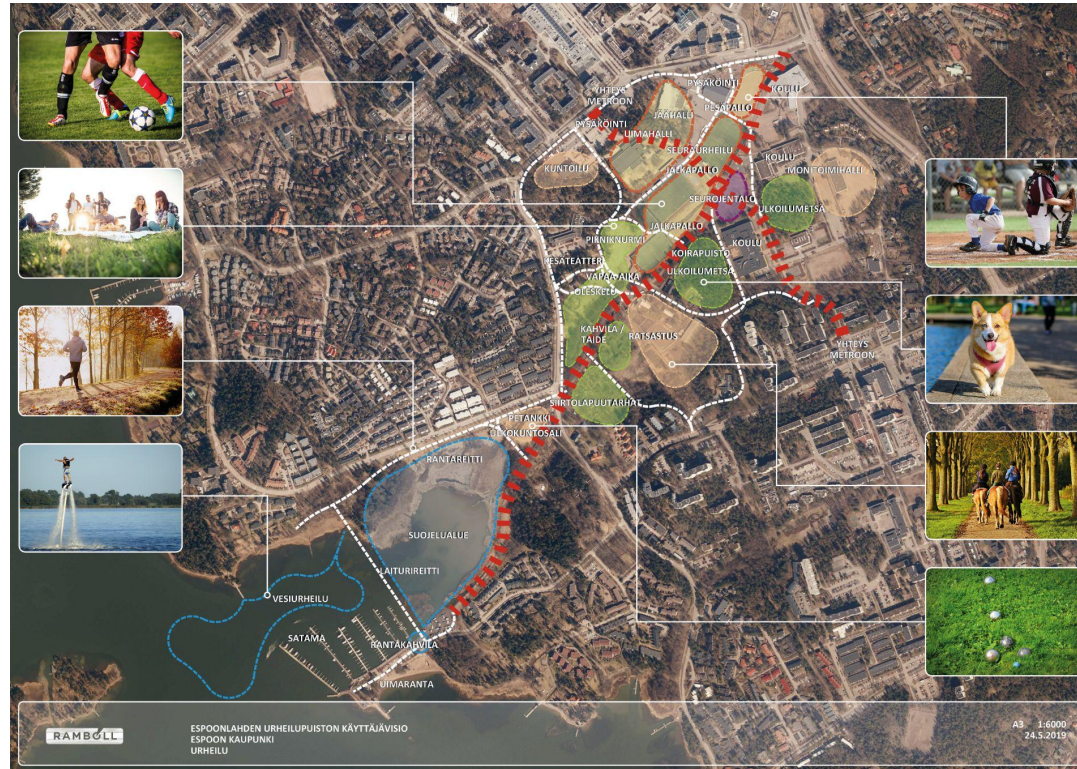 PYSÄKÖINTI
KOULU
YHTEYS
METROON
PESÄPALLO
JÄÄHALLI
PYSÄKÖINTI
UIMAHALLI
SEURAURHEILU
KOULU
KUNTOILU
JALKAPALLO
MONITOIMIHALLI
SEUROJENTALO
ULKOILUMETSÄ
JALKAPALLO
PIKNIKNURMI
KOULU
KESÄTEATTERI
KOIRAPUISTO
VAPAA-AIKA
ULKOILUMETSÄ
OLESKELU
KAHVILA /
TAIDE
RATSASTUS
YHTEYS
METROON
SIIRTOLAPUUTARHAT
PETANKKI
ULKOKUNTOSALI
RANTAREITTI
SUOJELUALUE
LAITURIREITTI
VESIURHEILU
SATAMA
RANTAKAHVILA
UIMARANTA
RAMBOLL
ESPOONLAHDEN URHEILUPUISTON KÄYTTÄJÄVISIO
ESPOON KAUPUNKI
URHEILU
A3 1:6000
24.5.2019